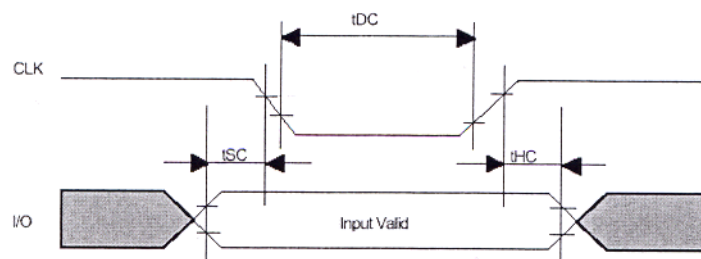 tDC
CLK
tSC
tHC
I/O
Input Valid